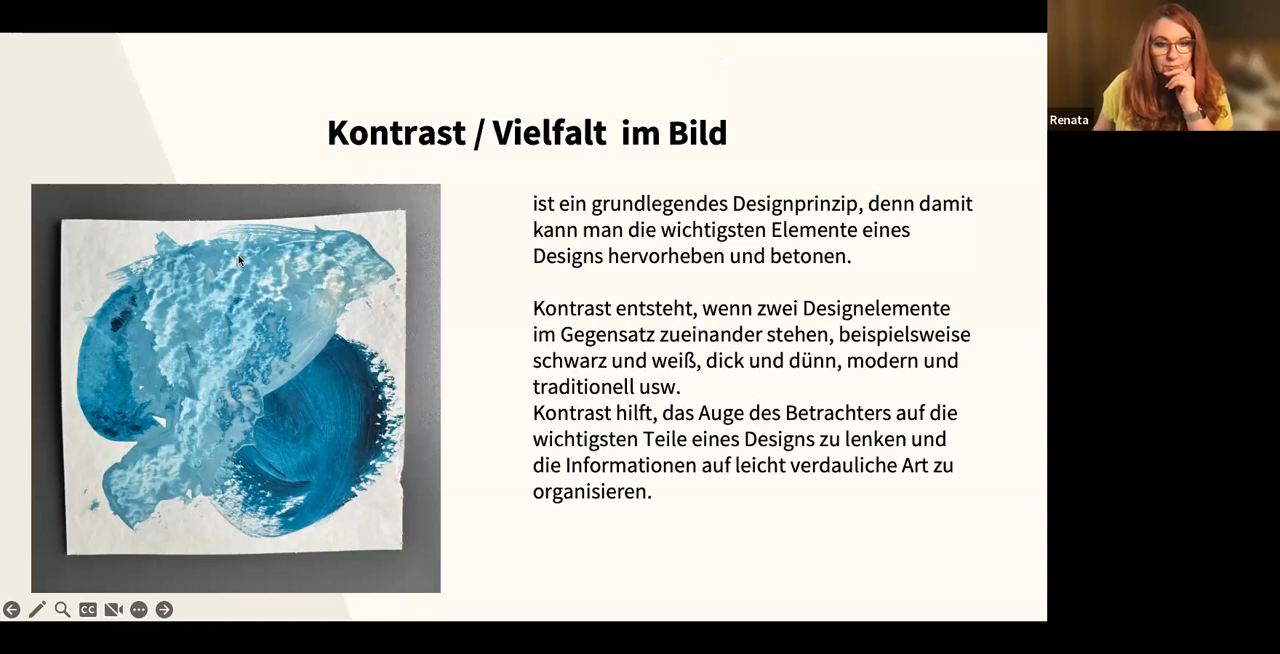 Kontrast / Vielfalt im Bild
ist ein grundlegendes Designprinzip, denn damit
kann man die wichtigsten Elemente eines
Designs hervorheben und betonen.
Kontrast entsteht, wenn zwei Designelemente
im Gegensatz zueinander stehen, beispielsweise
schwarz und weiß, dick und dünn, modern und
traditionell usw.
Kontrast hilft, das Auge des Betrachters auf die
wichtigsten Teile eines Designs zu lenken und
die Informationen auf leicht verdauliche Art zu
organisieren.
Renata
CC